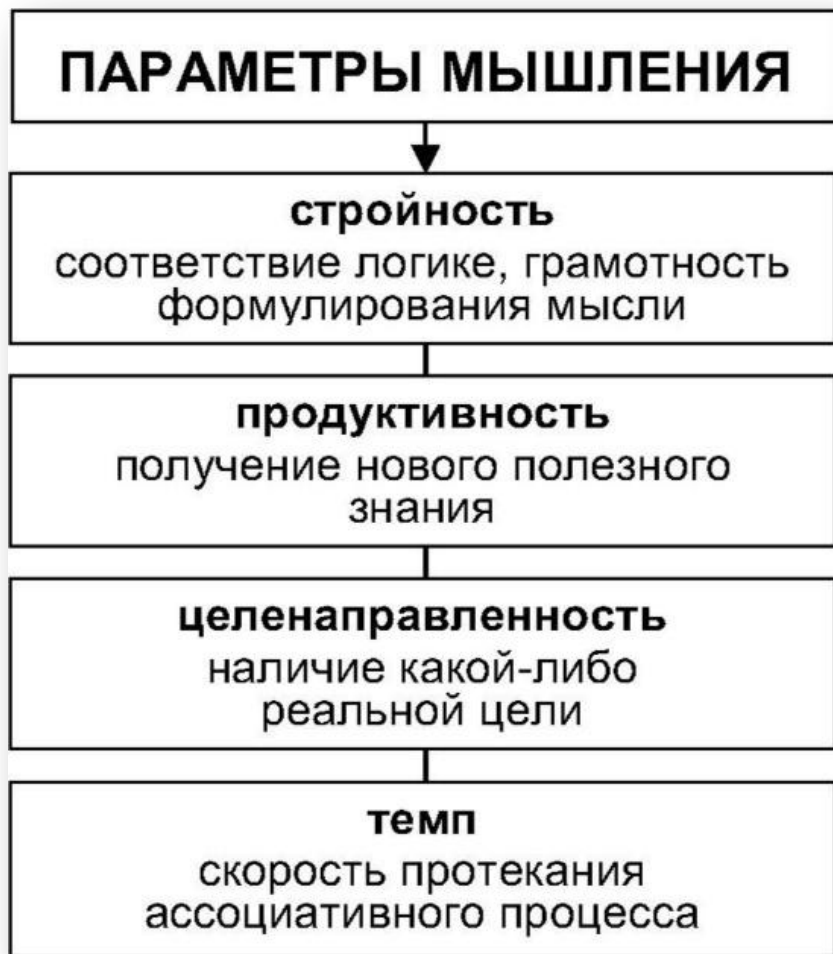 ПАРАМЕТРЫ МЫШЛЕНИЯ
стройность
соответствие логике, грамотность
формулирования мысли
продуктивность
получение нового полезного
знания
целенаправленность
наличие какой-либо
реальной цели
темп
скорость протекания
ассоциативного процесса